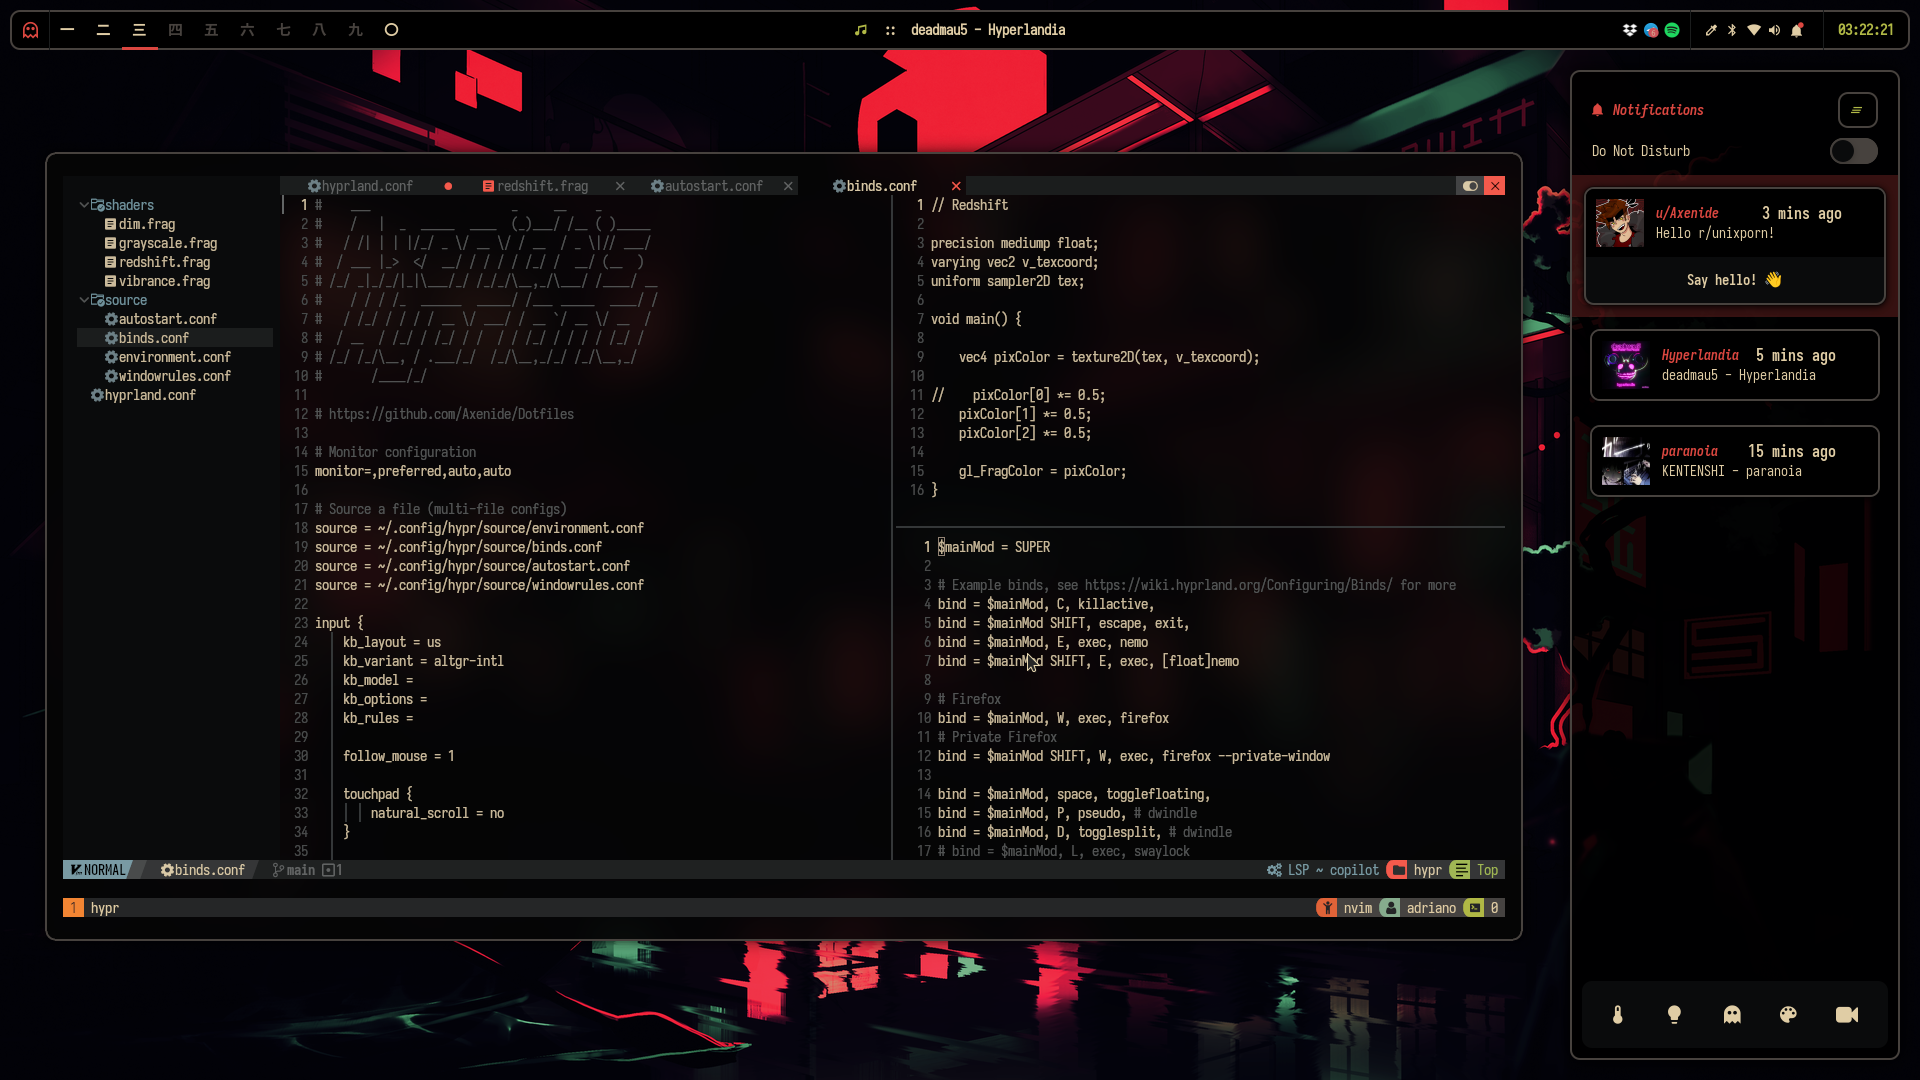 一 二 三 四 五 六 七 八 九
:: deadmau5 - Hyperlandia
03:22:21
hyprland.conf
redshift.frag
autostart.conf
binds.conf
shaders
dim.frag
grayscale.frag
redshift.frag
vibrance.frag
source
autostart.conf
binds.conf
environment.conf
windowrules.conf
hyprland.conf
1 #
2 #
3 #
4 #
5 #
6 #
7 #
8 #
9 #
10 #
11
12 # https://github.com/Axenide/Dotfiles
13
14 # Monitor configuration
15 monitor=,preferred,auto,auto
16
17 # Source a file (multi-file configs)
18 source = ~/.config/hypr/source/environment.conf
19 source = ~/.config/hypr/source/binds.conf
20 source = ~/.config/hypr/source/autostart.conf
21 source = ~/.config/hypr/source/windowrules.conf
22
23 input {
24 kb_layout = us
25 kb_variant = altgr-intl
26 kb_model =
27 kb_options =
28 kb_rules =
29
30 follow_mouse = 1
31
32 touchpad {
33 natural_scroll = no
34 }
35
1 // Redshift
2
3 precision mediump float;
4 varying vec2 v_texcoord;
5 uniform sampler2D tex;
6
7 void main() {
8
9 vec4 pixColor = texture2D(tex, v_texcoord);
10
11 // pixColor[0] *= 0.5;
12 pixColor[1] *= 0.5;
13 pixColor[2] *= 0.5;
14
15 gl_FragColor = pixColor;
16 }
1 $mainMod = SUPER
2
3 # Example binds, see https://wiki.hyprland.org/Configuring/Binds/ for more
4 bind = $mainMod, C, killactive,
5 bind = $mainMod SHIFT, escape, exit,
6 bind = $mainMod, E, exec, nemo
7 bind = $mainMod SHIFT, E, exec, [float]nemo
8
9 # Firefox
10 bind = $mainMod, W, exec, firefox
11 # Private Firefox
12 bind = $mainMod SHIFT, W, exec, firefox --private-window
13
14 bind = $mainMod, space, togglefloating,
15 bind = $mainMod, P, pseudo, # dwindle
16 bind = $mainMod, D, togglesplit, # dwindle
17 # bind = $mainMod, L, exec, swaylock
NORMAL binds.conf main 1 LSP ~ copilot hypr Top
1 hypr nvim adriano 0
Notifications
Do Not Disturb
u/Axenide 3 mins ago
Hello r/unixporn!
Say hello! 👋
Hyperlandia 5 mins ago
deadmau5 - Hyperlandia
paranoia 15 mins ago
KENTENSHI - paranoia